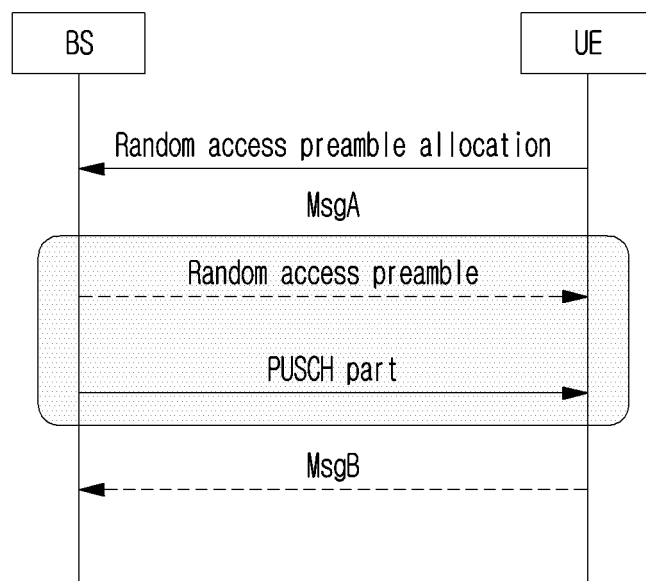 BS
UE
Random access preamble allocation
MsgA
Random access preamble
PUSCH part
MsgB